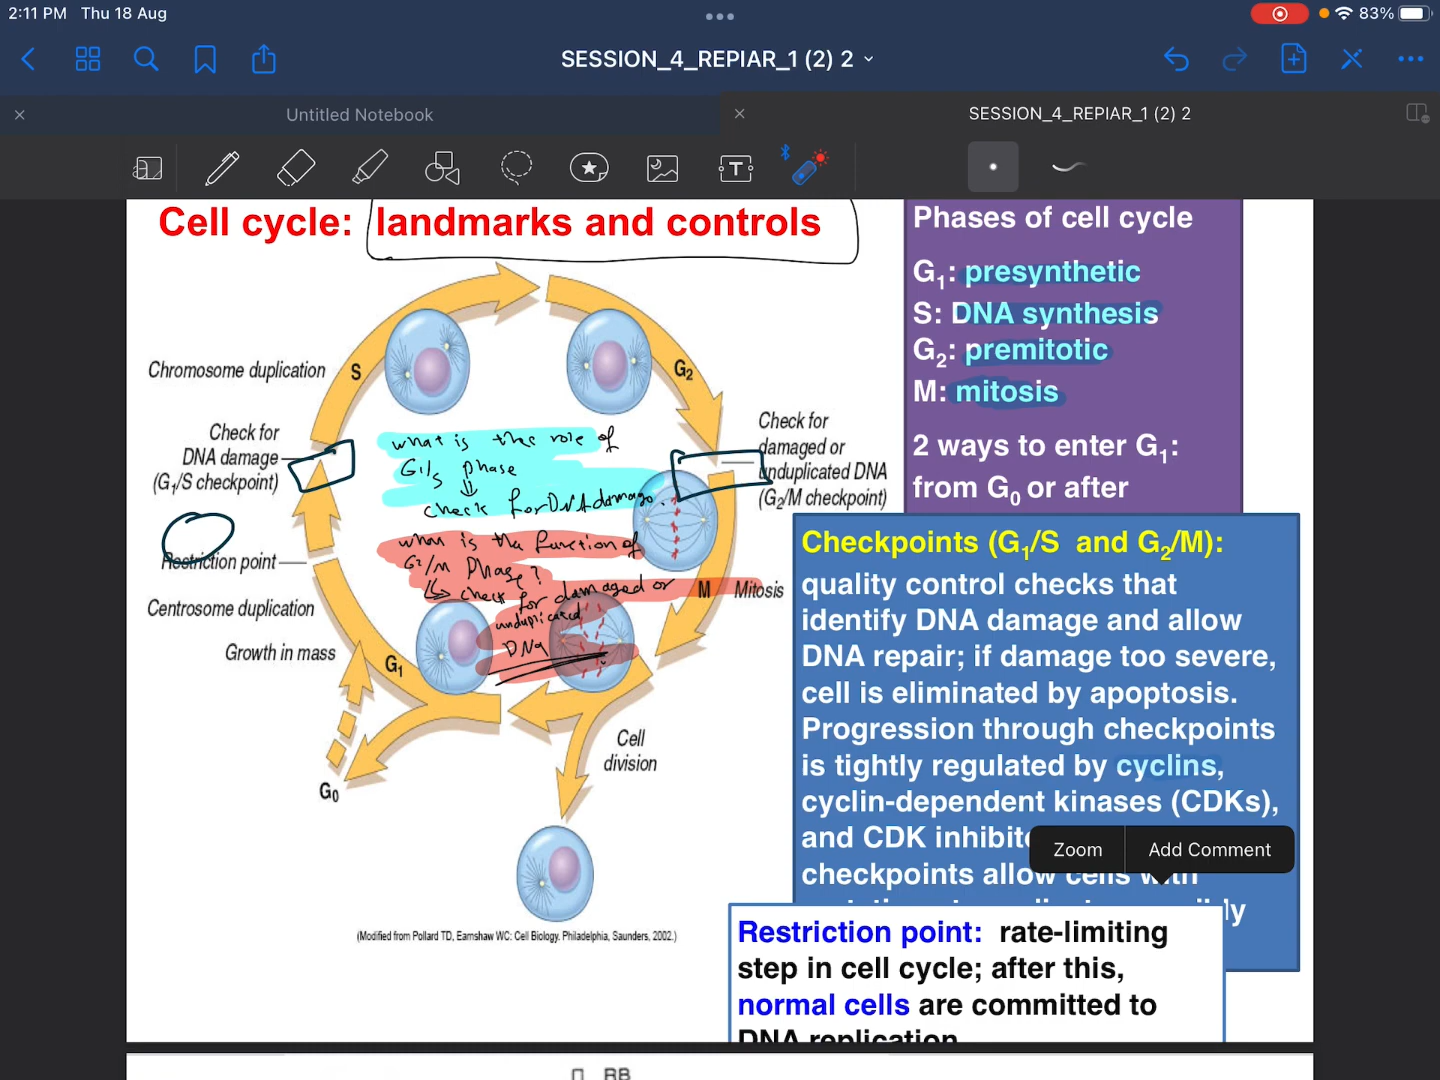 2:11 PM Thu 18 Aug
83%
SESSION_4_REPIAR_1 (2) 2
Untitled Notebook
SESSION_4_REPIAR_1 (2) 2
Cell cycle: landmarks and controls
Chromosome duplication
S
G2
Check for
DNA damage
(G1/S checkpoint)
Check for
damaged or
unduplicated DNA
(G2/M checkpoint)
what is the role of
G1/S phase
check for DNA damage.
Restriction point
what is the function of
G2/M Phase?
check for damaged or
unduplicated
DNA
M Mitosis
Centrosome duplication
Growth in mass
G1
G0
Cell
division
(Modified from Pollard TD, Earnshaw WC: Cell Biology. Philadelphia, Saunders, 2002.)
Phases of cell cycle
G1: presynthetic
S: DNA synthesis
G2: premitotic
M: mitosis
2 ways to enter G1:
from G0 or after
Checkpoints (G1/S and G2/M):
quality control checks that
identify DNA damage and allow
DNA repair; if damage too severe,
cell is eliminated by apoptosis.
Progression through checkpoints
is tightly regulated by cyclins,
cyclin-dependent kinases (CDKs),
and CDK
Zoom Add Comment
checkpoints allow cells with
Restriction point: rate-limiting
step in cell cycle; after this,
normal cells are committed to
DNA replication
RB